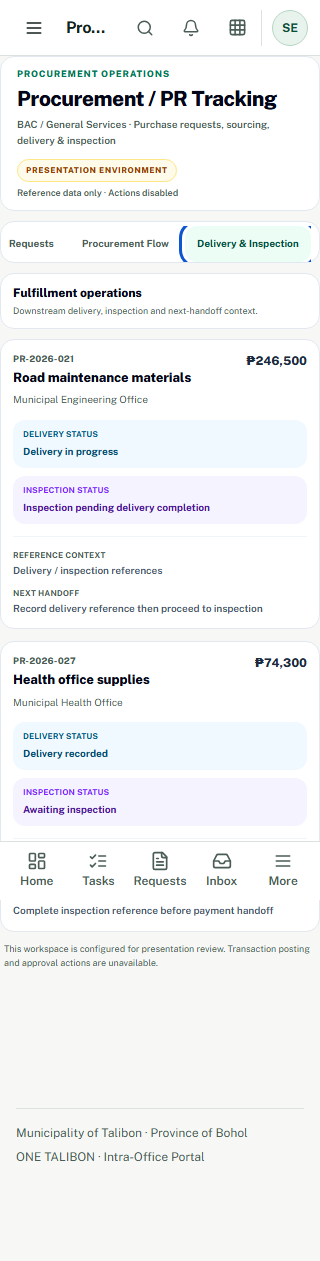 Pro...
SE
PROCUREMENT OPERATIONS
Procurement / PR Tracking
BAC / General Services · Purchase requests, sourcing,
delivery & inspection
PRESENTATION ENVIRONMENT
Reference data only · Actions disabled
Requests
Procurement Flow
Delivery & Inspection
Fulfillment operations
Downstream delivery, inspection and next-handoff context.
PR-2026-021
₱246,500
Road maintenance materials
Municipal Engineering Office
DELIVERY STATUS
Delivery in progress
INSPECTION STATUS
Inspection pending delivery completion
REFERENCE CONTEXT
Delivery / inspection references
NEXT HANDOFF
Record delivery reference then proceed to inspection
PR-2026-027
₱74,300
Health office supplies
Municipal Health Office
DELIVERY STATUS
Delivery recorded
INSPECTION STATUS
Awaiting inspection
Home
Tasks
Requests
Inbox
More
Complete inspection reference before payment handoff
This workspace is configured for presentation review. Transaction posting
and approval actions are unavailable.
Municipality of Talibon · Province of Bohol
ONE TALIBON · Intra-Office Portal